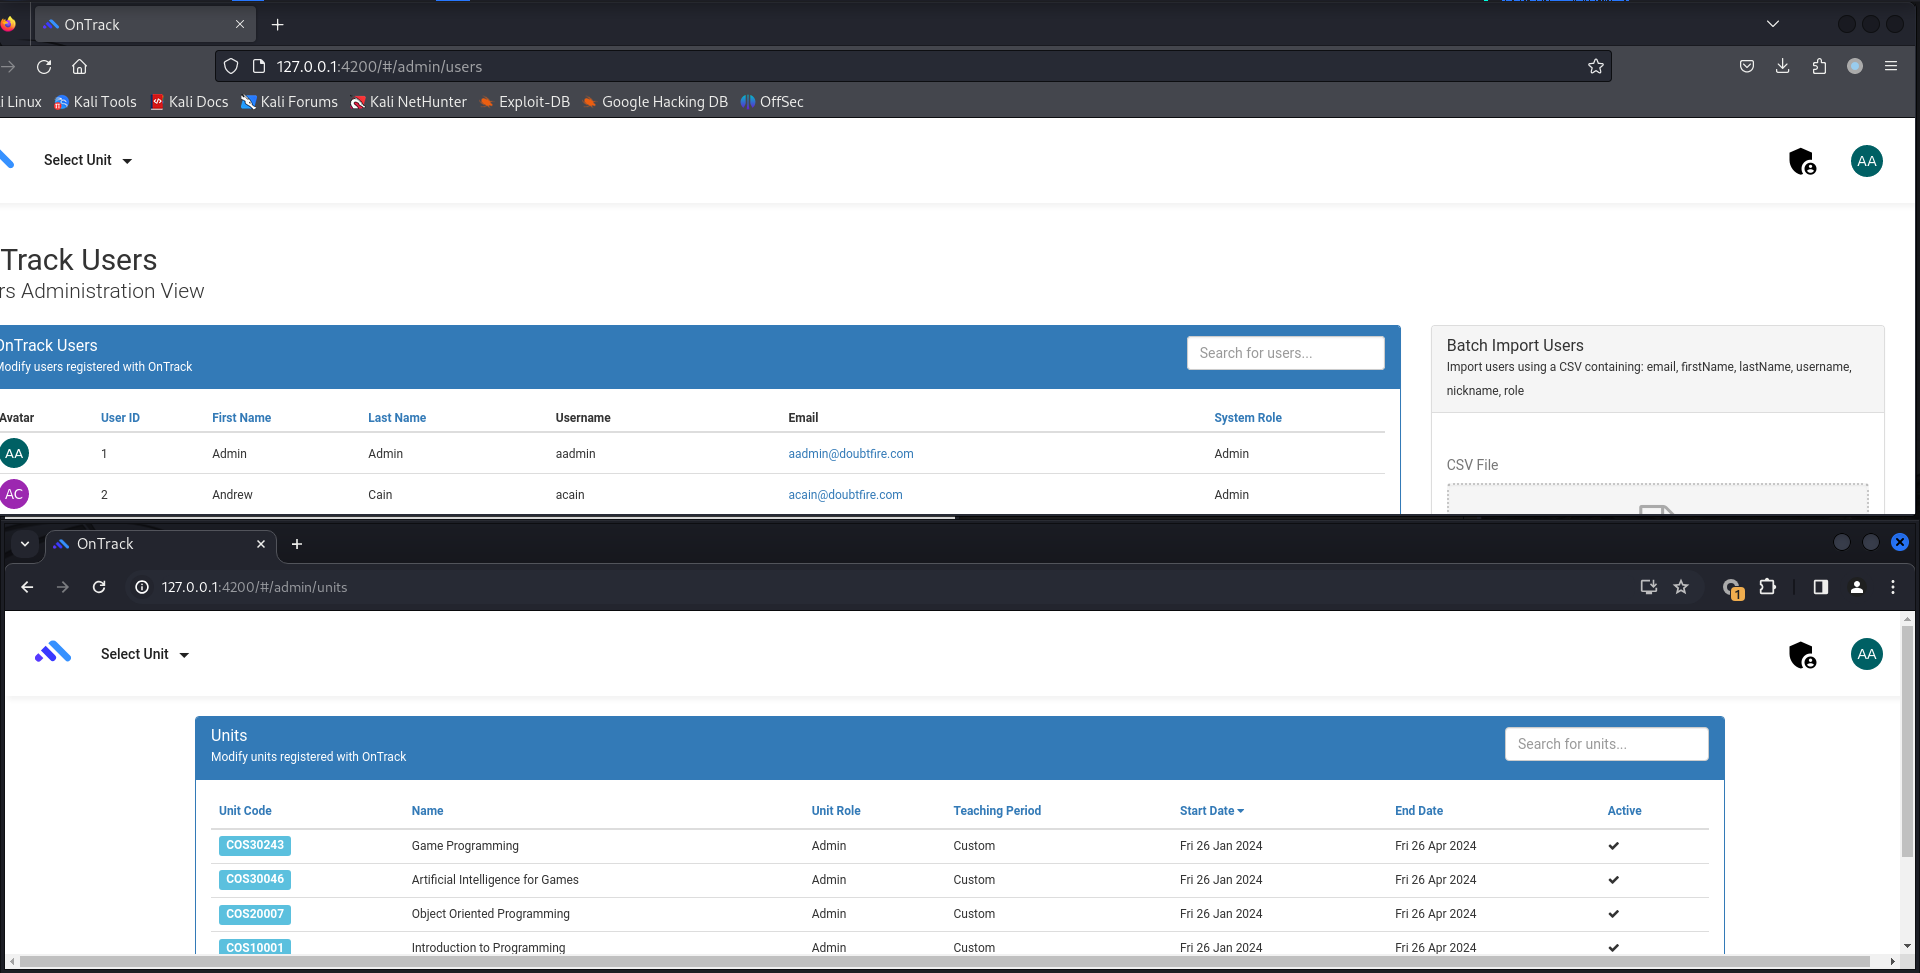 OnTrack
127.0.0.1:4200/#/admin/users
i Linux Kali Tools Kali Docs Kali Forums Kali NetHunter Exploit-DB Google Hacking DB OffSec
Select Unit AA
Track Users
rs Administration View
OnTrack Users
Modify users registered with OnTrack
Search for users...
Batch Import Users
Import users using a CSV containing: email, firstName, lastName, username,
nickname, role
CSV File
Avatar User ID First Name Last Name Username Email System Role
AA 1 Admin Admin aadmin aadmin@doubtfire.com Admin
AC 2 Andrew Cain acain acain@doubtfire.com Admin
OnTrack
127.0.0.1:4200/#/admin/units 1
Select Unit AA
Units
Modify units registered with OnTrack
Search for units...
Unit Code Name Unit Role Teaching Period Start Date End Date Active
COS30243 Game Programming Admin Custom Fri 26 Jan 2024 Fri 26 Apr 2024
COS30046 Artificial Intelligence for Games Admin Custom Fri 26 Jan 2024 Fri 26 Apr 2024
COS20007 Object Oriented Programming Admin Custom Fri 26 Jan 2024 Fri 26 Apr 2024
COS10001 Introduction to Programming Admin Custom Fri 26 Jan 2024 Fri 26 Apr 2024